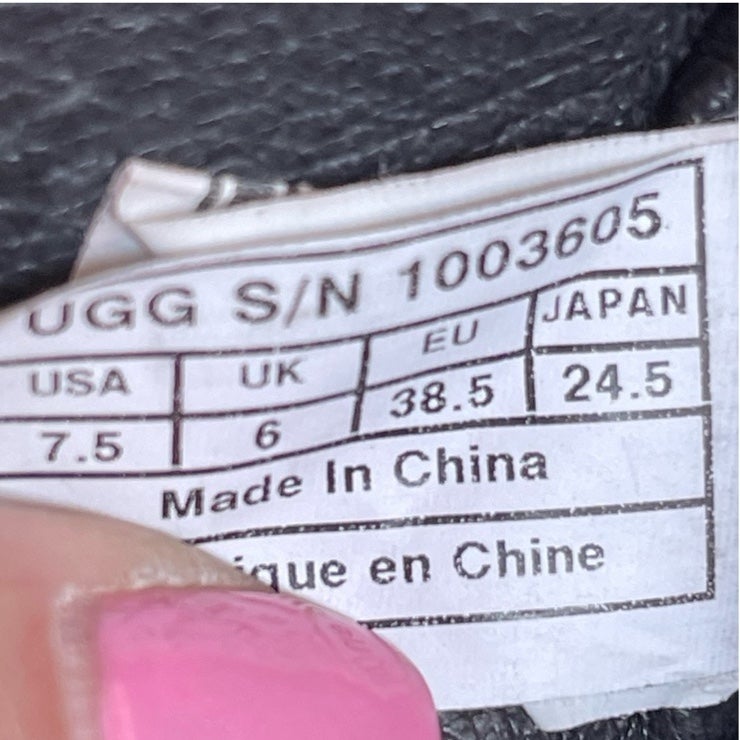 UGG S/N 1003605
USA UK EU JAPAN
7.5 6 38.5 24.5
Made In China
en Chine